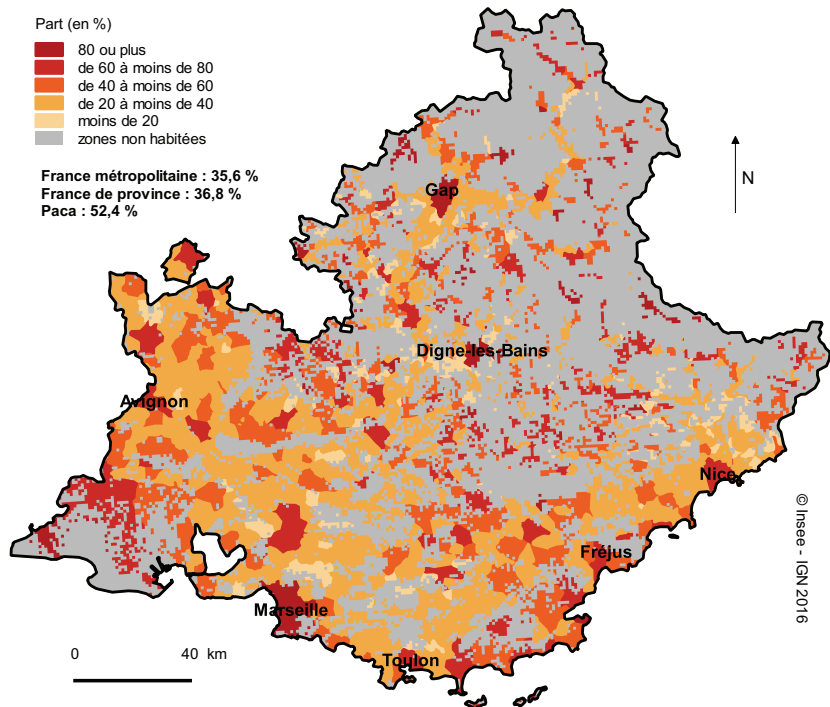 Part (en %)
80 ou plus
de 60 à moins de 80
de 40 à moins de 60
de 20 à moins de 40
moins de 20
zones non habitées
France métropolitaine : 35,6 %
France de province : 36,8 %
Paca : 52,4 %
N
Gap
Digne-les-Bains
Avignon
Nice
© Insee - IGN 2016
Fréjus
Marseille
Toulon
0 40 km